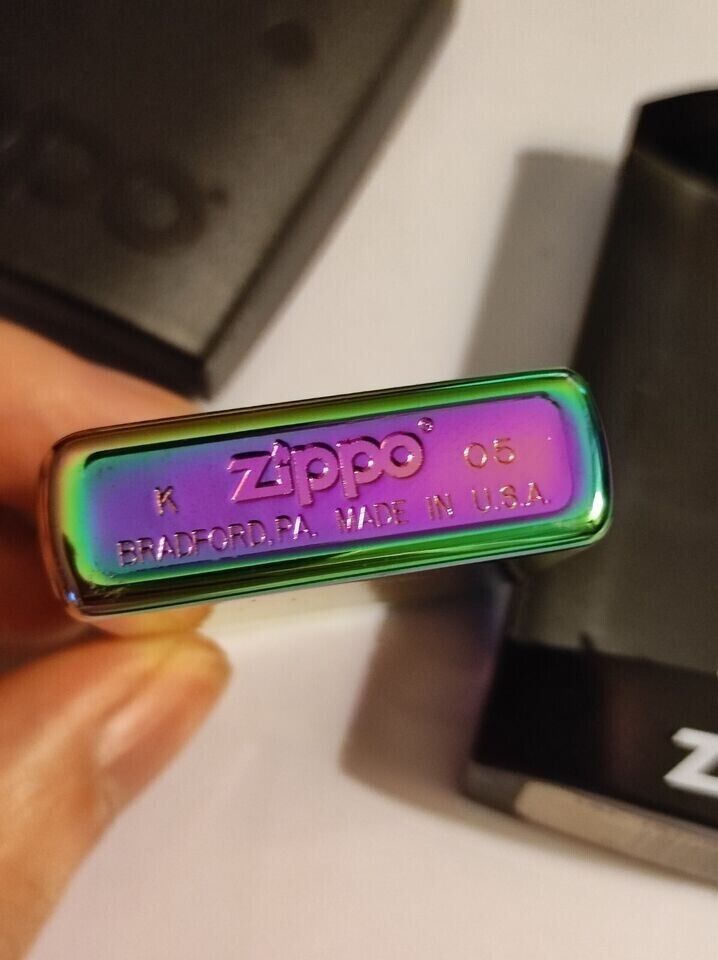 K zippo® 05
BRADFORD, PA. MADE IN U.S.A.